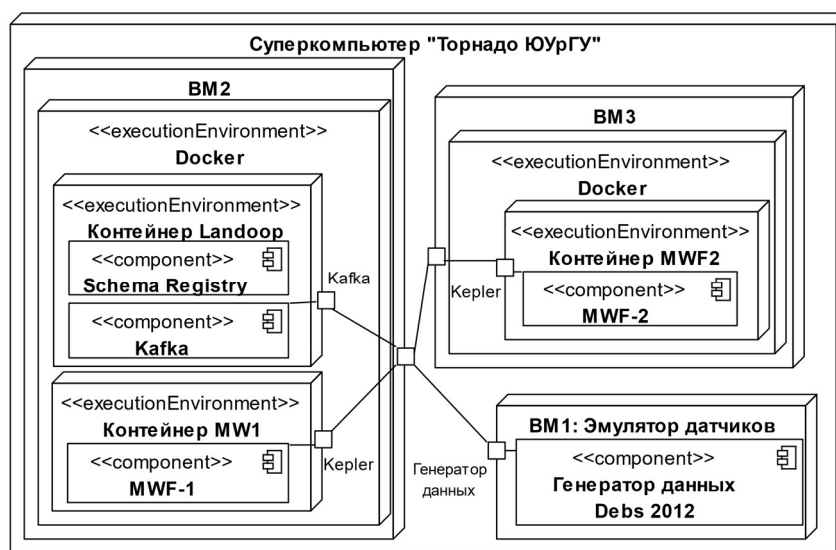 Суперкомпьютер "Торнадо ЮУрГУ"
ВМ2
<<executionEnvironment>>
Docker
<<executionEnvironment>>
Контейнер Landoop
<<component>>
Schema Registry
<<component>>
Kafka
Kafka
<<executionEnvironment>>
Контейнер MW1
<<component>>
MWF-1
Kepler
ВМ3
<<executionEnvironment>>
Docker
<<executionEnvironment>>
Контейнер MWF2
<<component>>
MWF-2
Kepler
ВМ1: Эмулятор датчиков
<<component>>
Генератор данных
Debs 2012
Генератор
данных